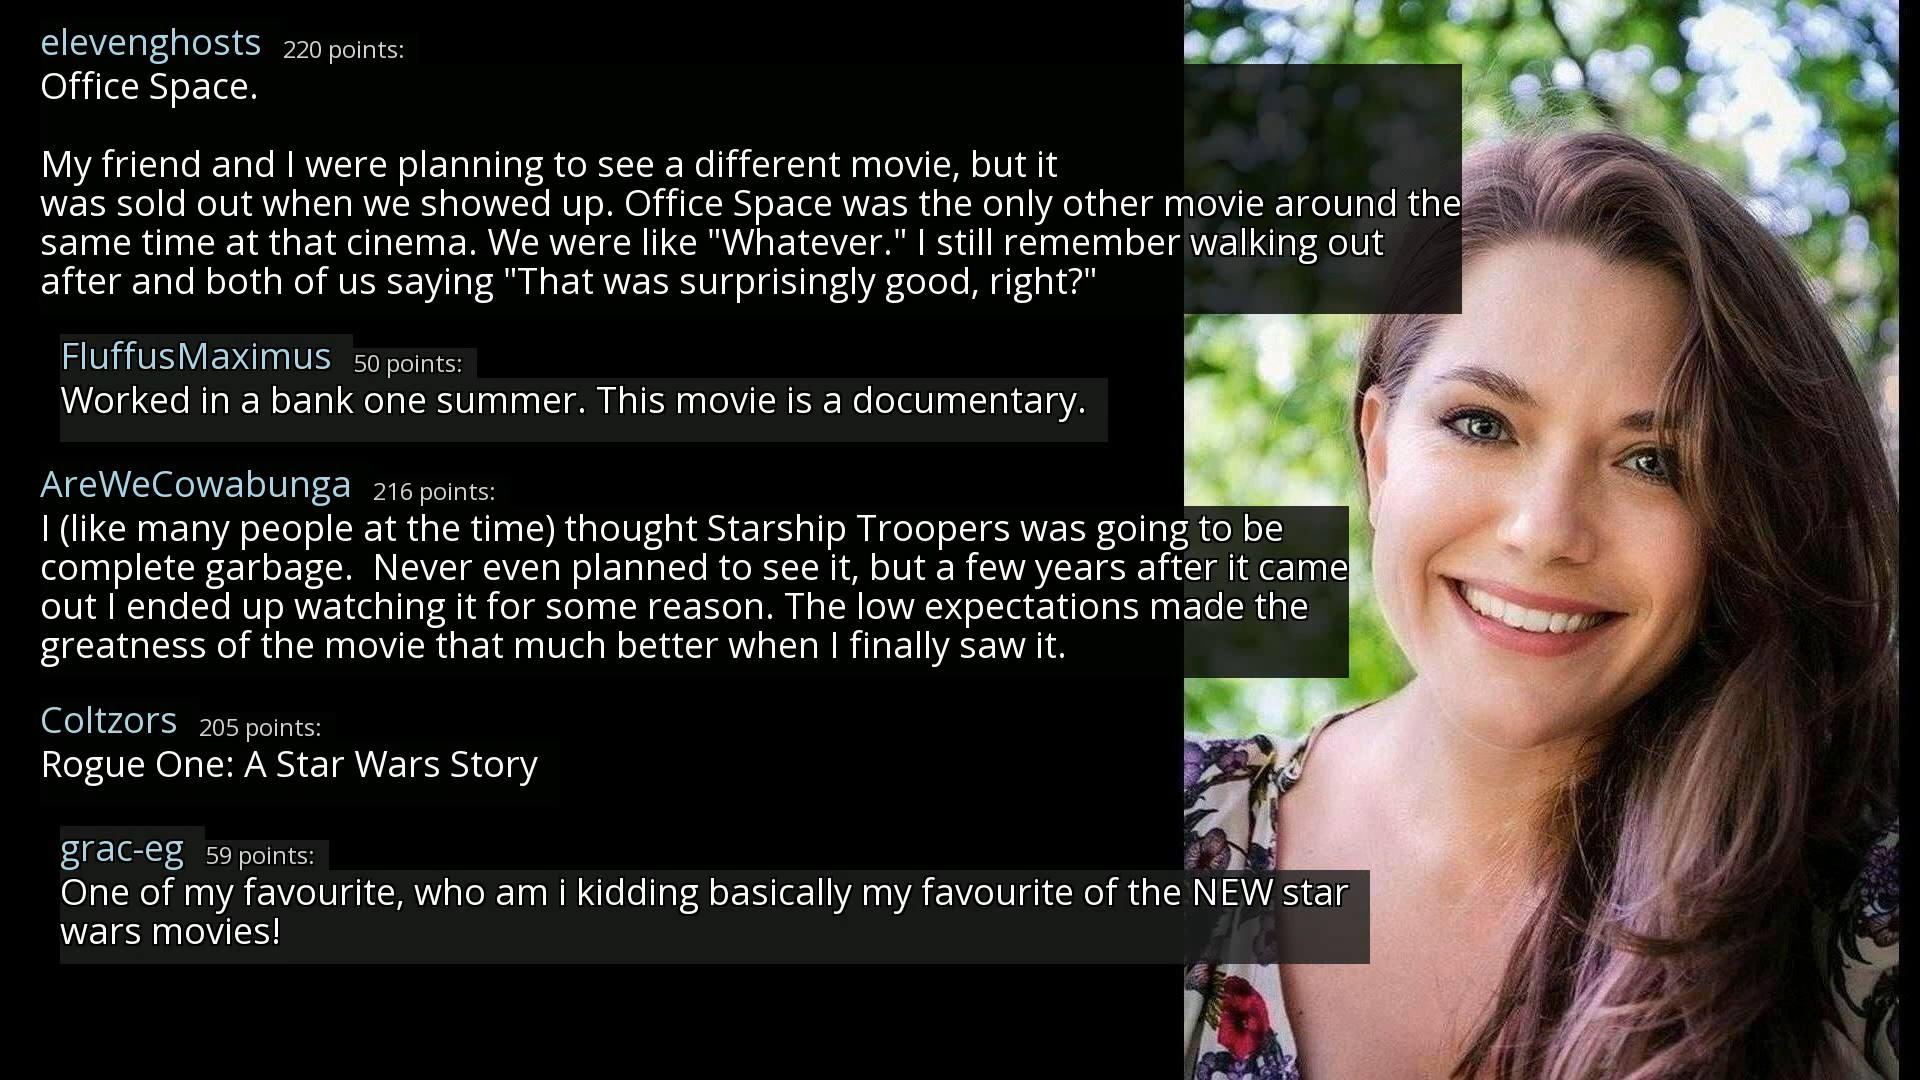 elevenghosts 220 points:
Office Space.
My friend and I were planning to see a different movie, but it
was sold out when we showed up. Office Space was the only other movie around the
same time at that cinema. We were like "Whatever." I still remember walking out
after and both of us saying "That was surprisingly good, right?"
FluffusMaximus 50 points:
Worked in a bank one summer. This movie is a documentary.
AreWeCowabunga 216 points:
I (like many people at the time) thought Starship Troopers was going to be
complete garbage.  Never even planned to see it, but a few years after it came
out I ended up watching it for some reason. The low expectations made the
greatness of the movie that much better when I finally saw it.
Coltzors 205 points:
Rogue One: A Star Wars Story
grac-eg 59 points:
One of my favourite, who am i kidding basically my favourite of the NEW star
wars movies!